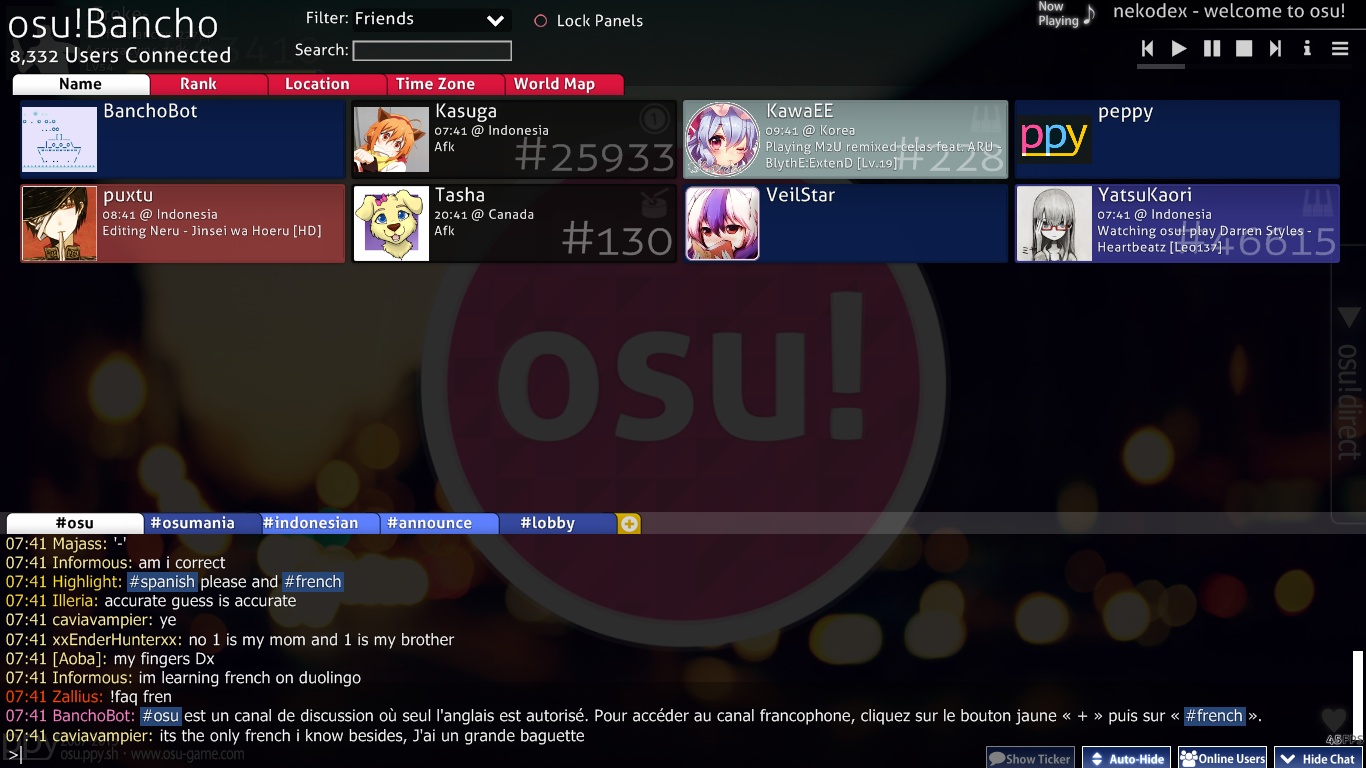 osu!Bancho
8,332 Users Connected
Filter: Friends
Lock Panels
Search:
Now Playing
nekodex - welcome to osu!
Name
Rank
Location
Time Zone
World Map
BanchoBot
Kasuga
07:41 @ Indonesia
Afk
#25933
KawaEE
09:41 @ Korea
Playing M2U remixed celas feat. ARU -
BlythE:ExtenD [Lv.19]
#228
peppy
ppy
puxtu
08:41 @ Indonesia
Editing Neru - Jinsei wa Hoeru [HD]
Tasha
20:41 @ Canada
Afk
#130
VeilStar
YatsuKaori
07:41 @ Indonesia
Watching osu! play Darren Styles -
Heartbeatz [Leo137]
#46615
osu!
osu!direct
#osu
#osumania
#indonesian
#announce
#lobby
07:41 Majass: '-'
07:41 Informous: am i correct
07:41 Highlight: #spanish please and #french
07:41 Illeria: accurate guess is accurate
07:41 caviavampier: ye
07:41 xxEnderHunterxx: no 1 is my mom and 1 is my brother
07:41 [Aoba]: my fingers Dx
07:41 Informous: im learning french on duolingo
07:41 Zallius: !faq fren
07:41 BanchoBot: #osu est un canal de discussion où seul l'anglais est autorisé. Pour accéder au canal francophone, cliquez sur le bouton jaune « + » puis sur « #french ».
07:41 caviavampier: its the only french i know besides, J'ai un grande baguette
ppy
osu.ppy.sh · www.osu-game.com
>
Show Ticker
Auto-Hide
Online Users
Hide Chat